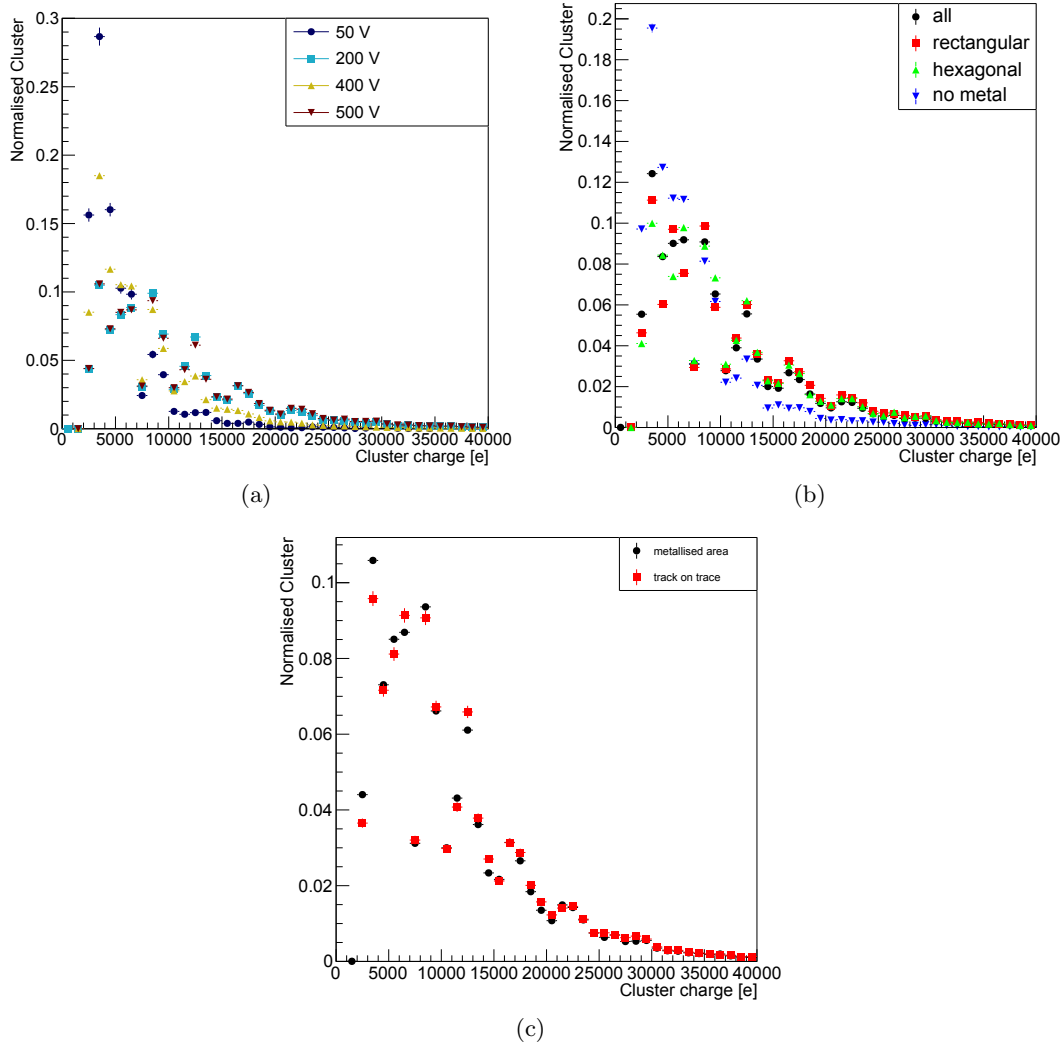 Normalised Cluster
0.3
0.25
0.2
0.15
0.1
0.05
0
50 V
200 V
400 V
500 V
0 5000 10000 15000 20000 25000 30000 35000 40000
Cluster charge [e]
(a)
Normalised Cluster
0.2
0.18
0.16
0.14
0.12
0.1
0.08
0.06
0.04
0.02
0
all
rectangular
hexagonal
no metal
0 5000 10000 15000 20000 25000 30000 35000 40000
Cluster charge [e]
(b)
Normalised Cluster
0.1
0.08
0.06
0.04
0.02
0
metallised area
track on trace
0 5000 10000 15000 20000 25000 30000 35000 40000
Cluster charge [e]
(c)